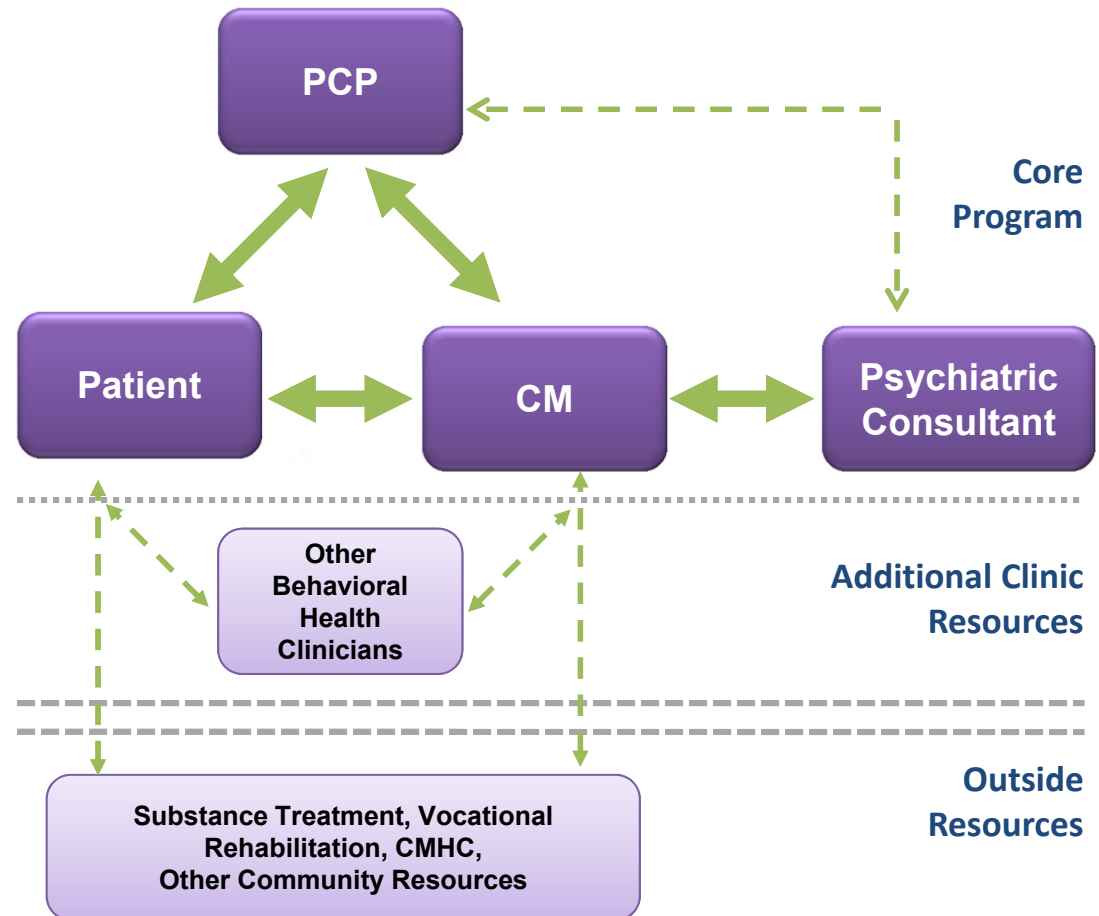 PCP
Core
Program
Patient
CM
Psychiatric
Consultant
Other
Behavioral
Health
Clinicians
Additional Clinic
Resources
Outside
Resources
Substance Treatment, Vocational
Rehabilitation, CMHC,
Other Community Resources